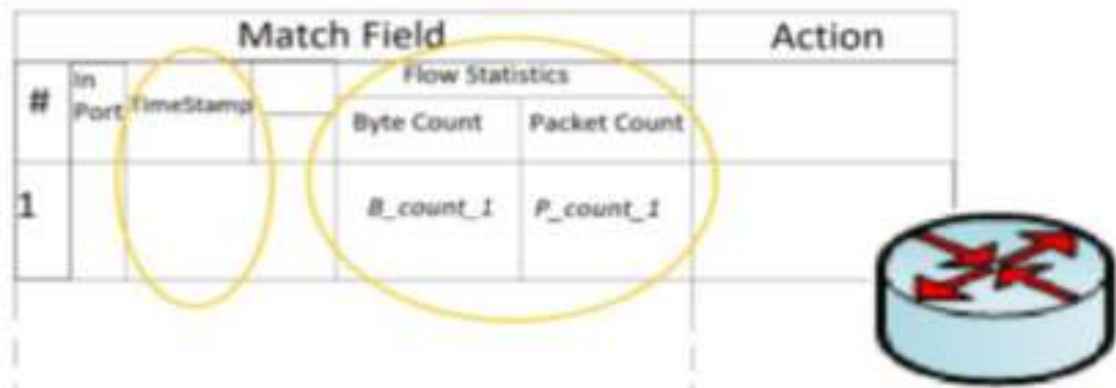 Match Field Action
# In Port TimeStamp Flow Statistics
Byte Count Packet Count
1 B_count_1 P_count_1